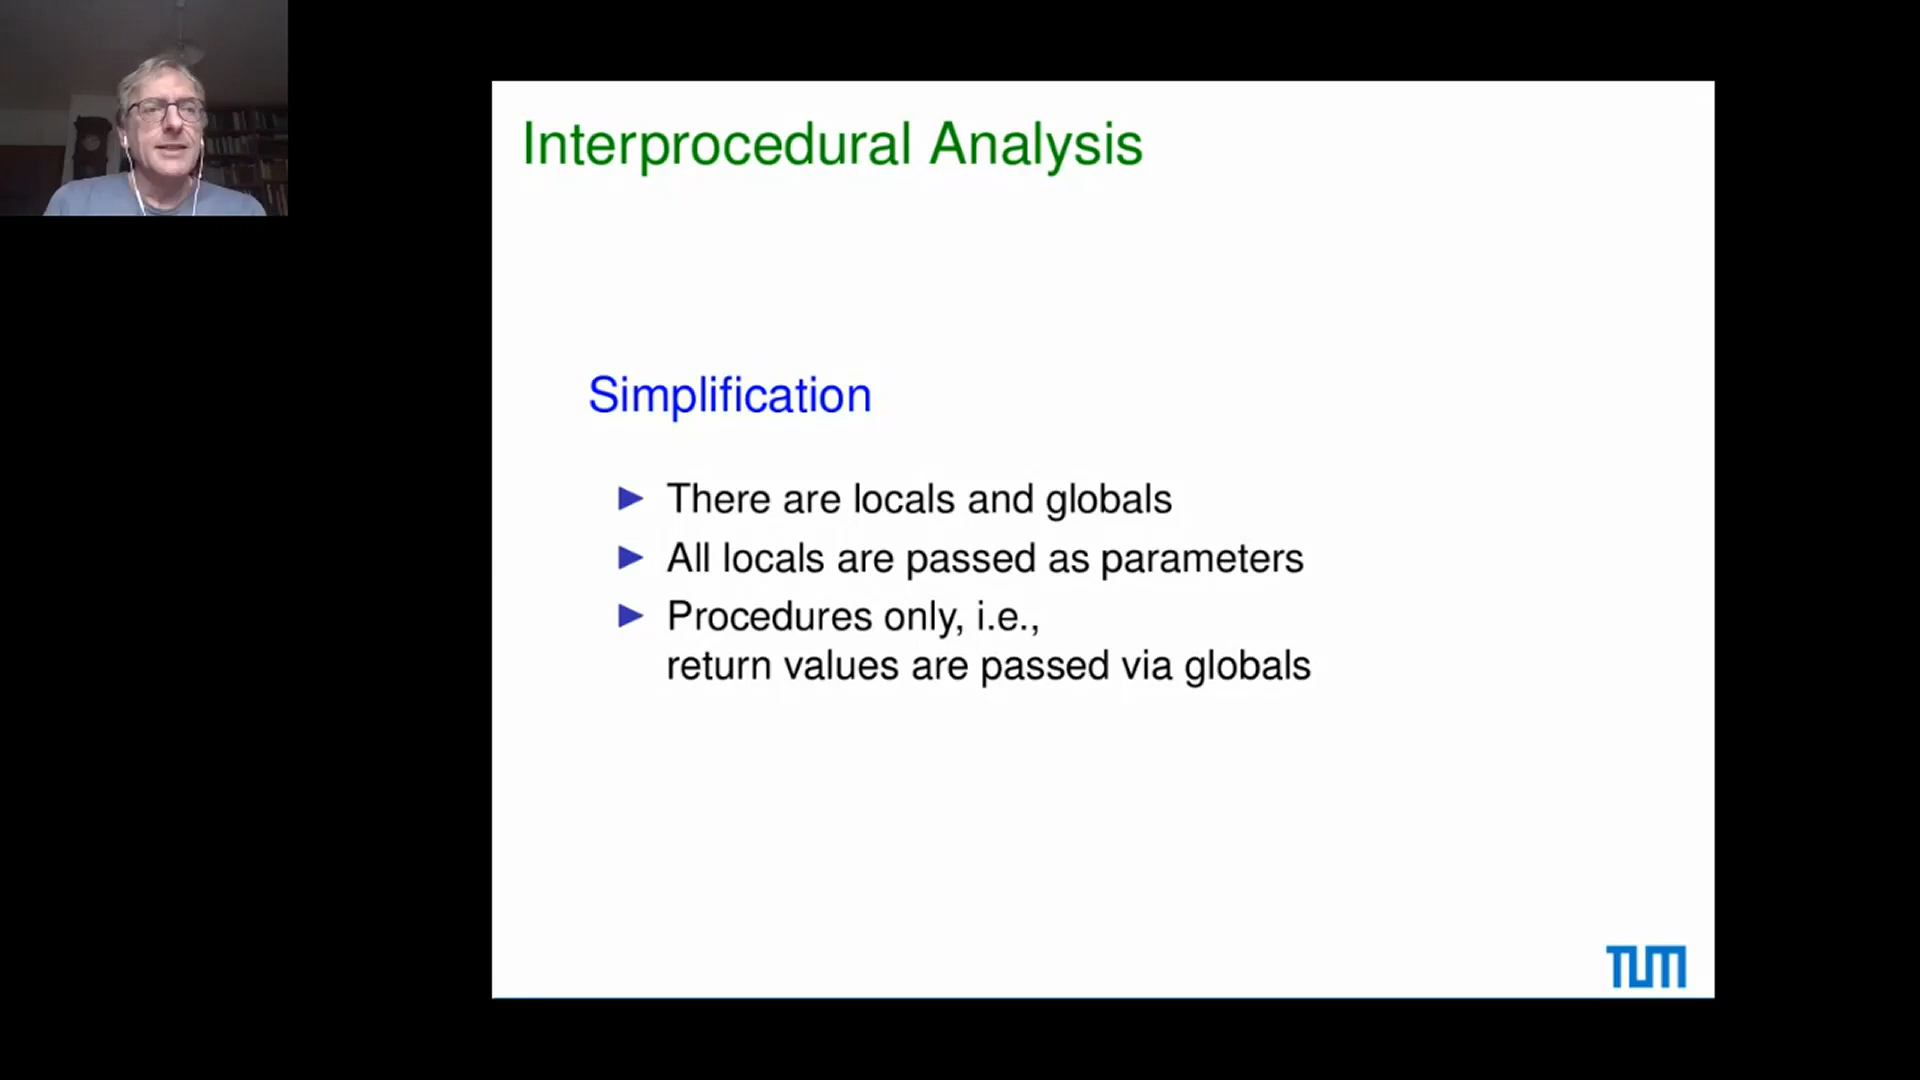 Interprocedural Analysis
Simplification
There are locals and globals
All locals are passed as parameters
Procedures only, i.e.,
return values are passed via globals
TUM